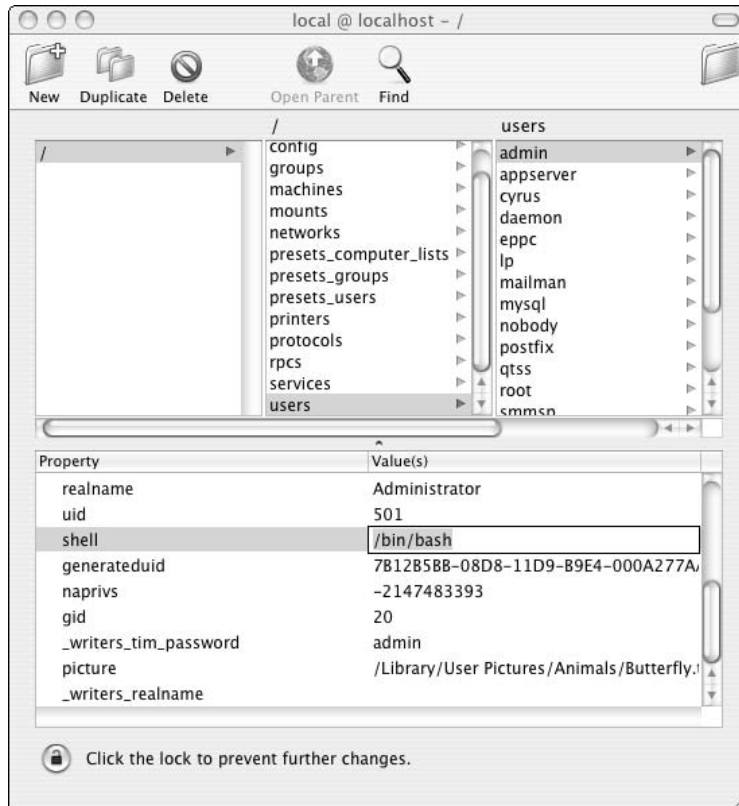 local @ localhost – /
New Duplicate Delete Open Parent Find
/ users
/
config
groups
machines
mounts
networks
presets_computer_lists
presets_groups
presets_users
printers
protocols
rpcs
services
users
admin
appserver
cyrus
daemon
eppc
lp
mailman
mysql
nobody
postfix
qtss
root
smmsp
Property Value(s)
realname Administrator
uid 501
shell /bin/bash
generateduid 7B12B5BB-08D8-11D9-B9E4-000A277A
naprivs -2147483393
gid 20
_writers_tim_password admin
picture /Library/User Pictures/Animals/Butterfly.t
_writers_realname
Click the lock to prevent further changes.